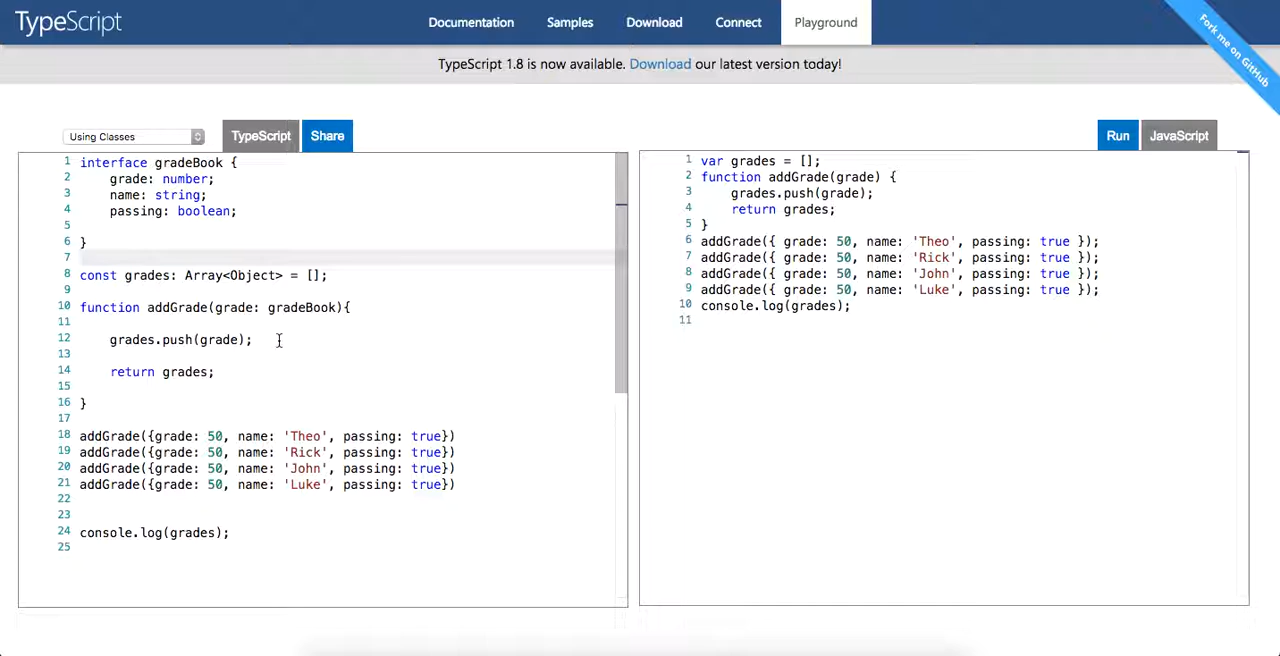 TypeScript
Documentation Samples Download Connect Playground
Fork me on GitHub
TypeScript 1.8 is now available. Download our latest version today!
Using Classes TypeScript Share
1 interface gradeBook {
2 grade: number;
3 name: string;
4 passing: boolean;
5
6 }
7
8 const grades: Array<Object> = [];
9
10 function addGrade(grade: gradeBook){
11
12 grades.push(grade);
13
14 return grades;
15
16 }
17
18 addGrade({grade: 50, name: 'Theo', passing: true})
19 addGrade({grade: 50, name: 'Rick', passing: true})
20 addGrade({grade: 50, name: 'John', passing: true})
21 addGrade({grade: 50, name: 'Luke', passing: true})
22
23
24 console.log(grades);
25
Run JavaScript
1 var grades = [];
2 function addGrade(grade) {
3 grades.push(grade);
4 return grades;
5 }
6 addGrade({ grade: 50, name: 'Theo', passing: true });
7 addGrade({ grade: 50, name: 'Rick', passing: true });
8 addGrade({ grade: 50, name: 'John', passing: true });
9 addGrade({ grade: 50, name: 'Luke', passing: true });
10 console.log(grades);
11